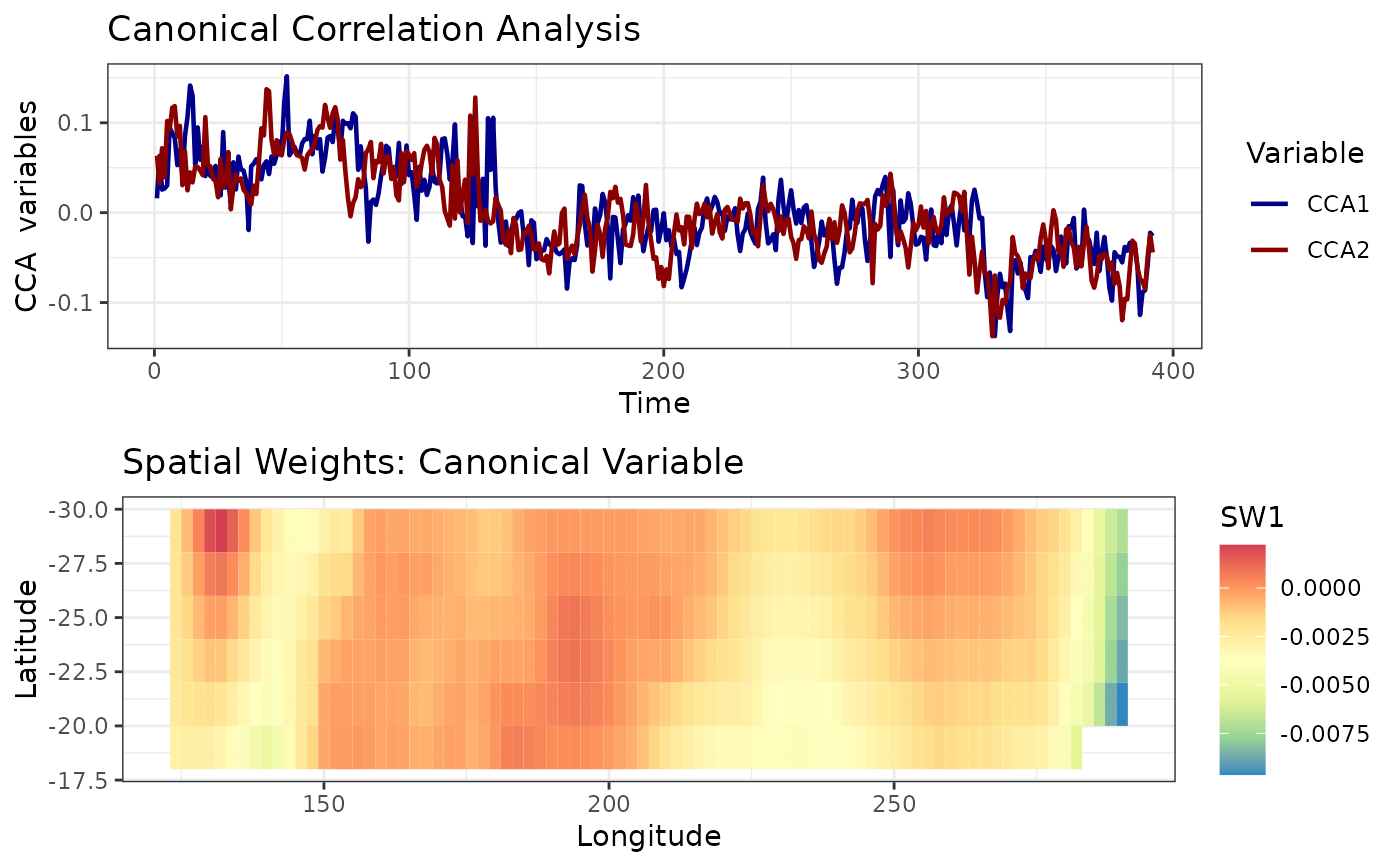 Canonical Correlation Analysis
CCA variables
0.1
0.0
-0.1
0 100 200 300 400
Time
Variable
CCA1
CCA2
Spatial Weights: Canonical Variable
Latitude
-30.0
-27.5
-25.0
-22.5
-20.0
-17.5
150 200 250
Longitude
SW1
0.0000
-0.0025
-0.0050
-0.0075